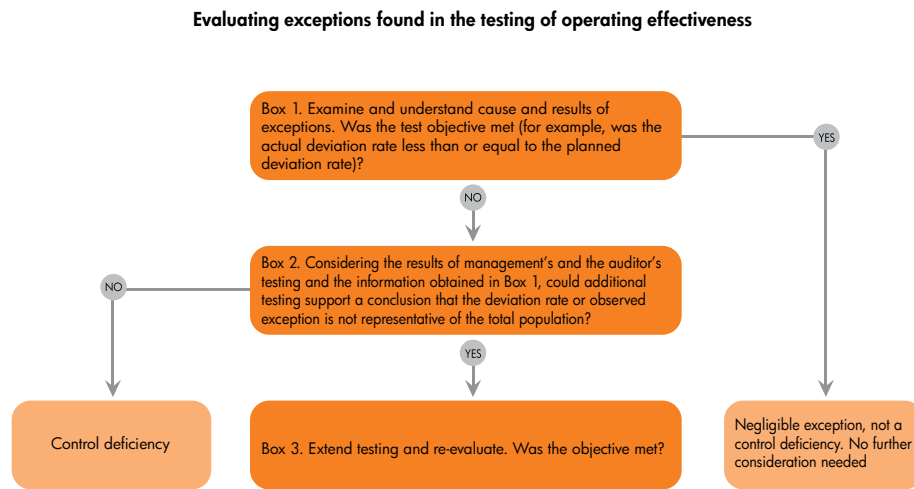 Evaluating exceptions found in the testing of operating effectiveness
Box 1. Examine and understand cause and results of
exceptions. Was the test objective met (for example, was the
actual deviation rate less than or equal to the planned
deviation rate)?
YES
NO
Box 2. Considering the results of management's and the auditor's
testing and the information obtained in Box 1, could additional
testing support a conclusion that the deviation rate or observed
exception is not representative of the total population?
NO
YES
Control deficiency
Box 3. Extend testing and re-evaluate. Was the objective met?
Negligible exception, not a
control deficiency. No further
consideration needed